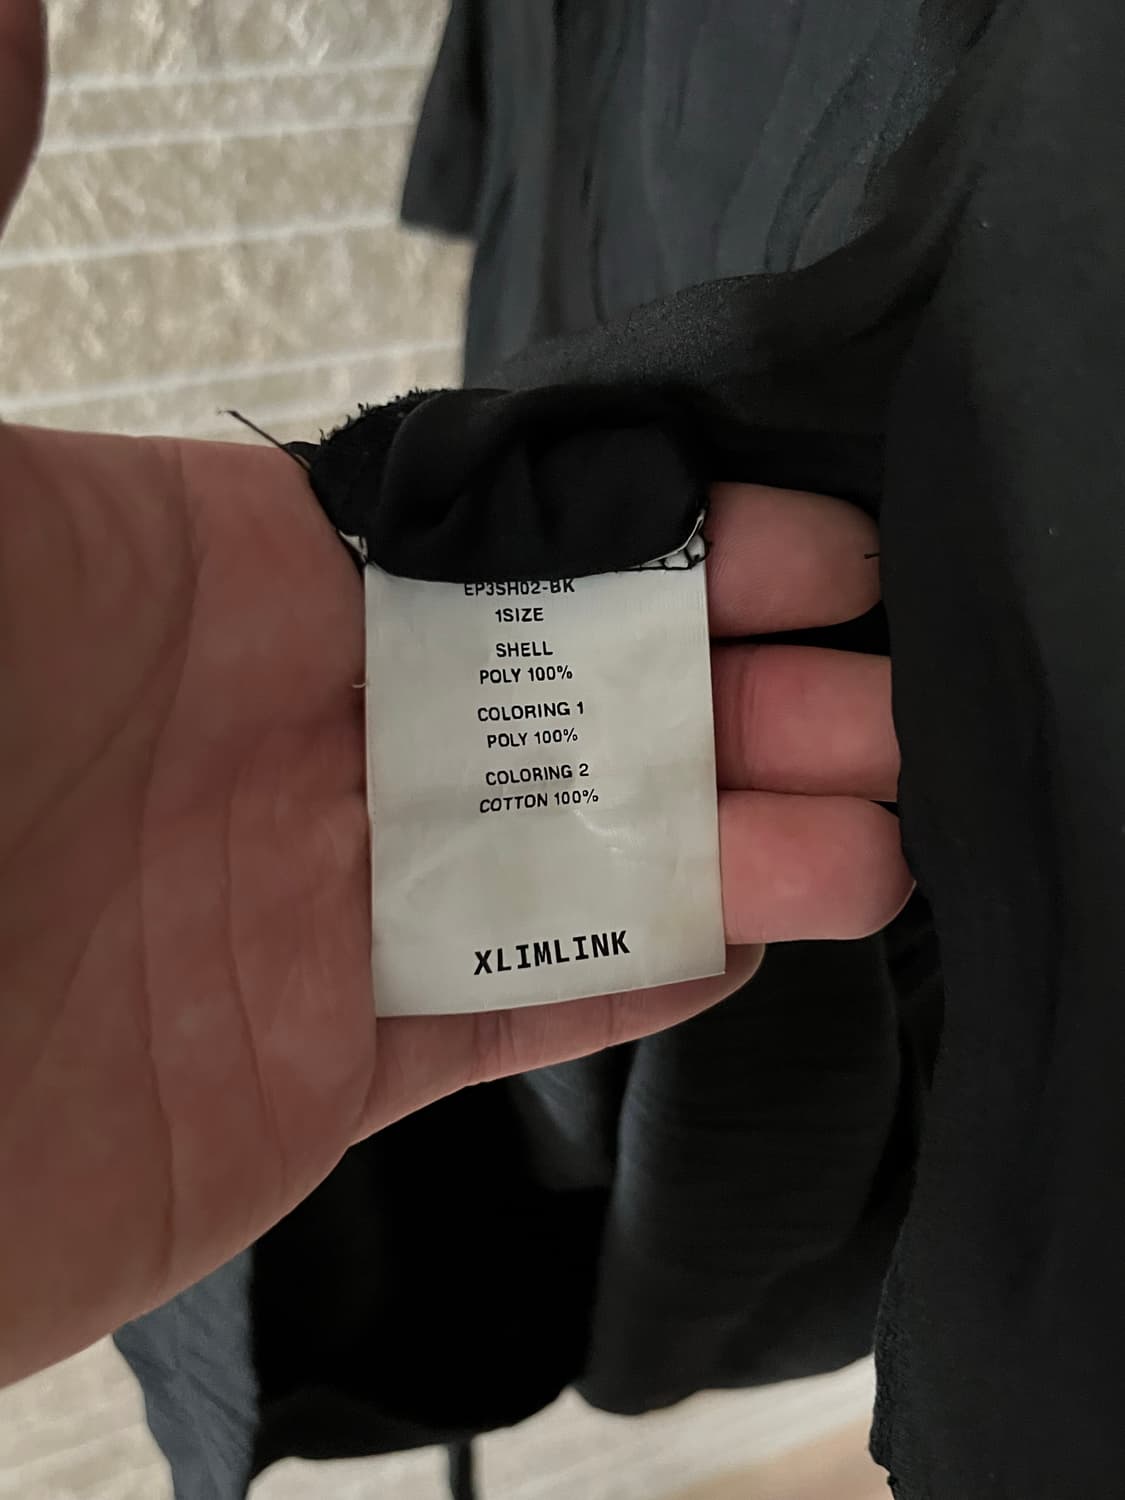 EP3SH02-BK
1SIZE
SHELL
POLY 100%
COLORING 1
POLY 100%
COLORING 2
COTTON 100%
XLIMLINK